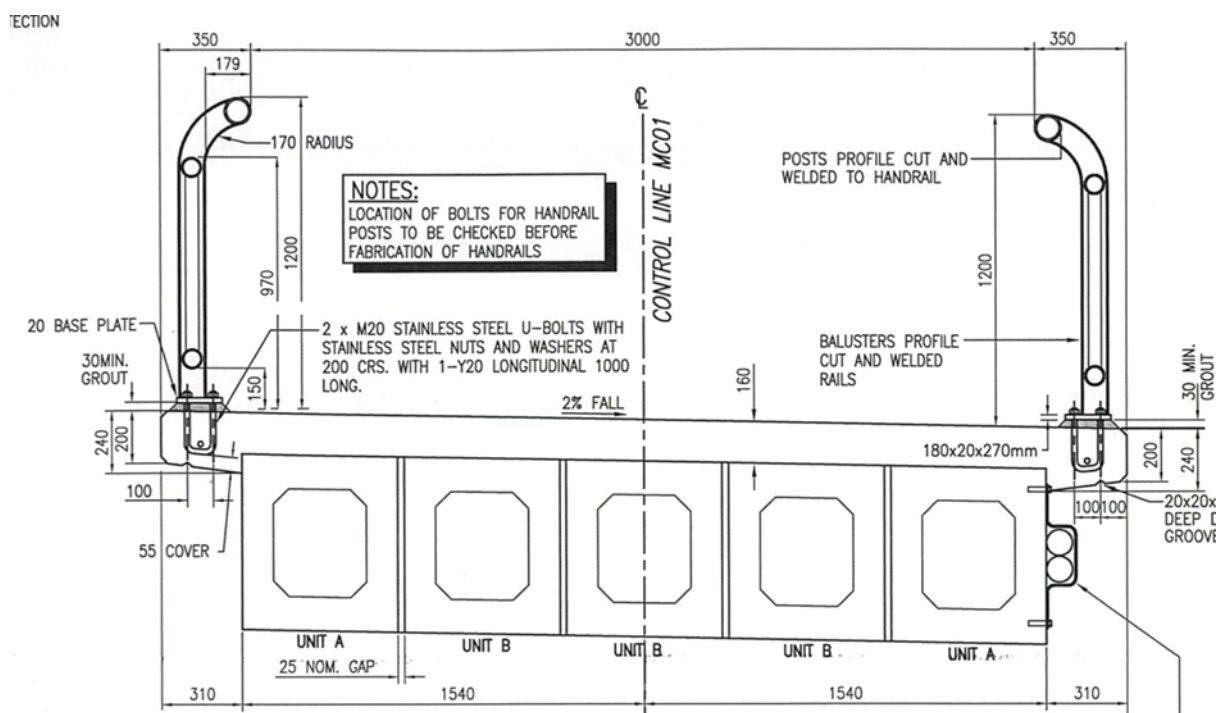 350
3000
350
179
170 RADIUS
NOTES:
LOCATION OF BOLTS FOR HANDRAIL
POSTS TO BE CHECKED BEFORE
FABRICATION OF HANDRAILS
CONTROL LINE MC01
POSTS PROFILE CUT AND
WELDED TO HANDRAIL
970
1200
1200
20 BASE PLATE
2 x M20 STAINLESS STEEL U-BOLTS WITH
STAINLESS STEEL NUTS AND WASHERS AT
200 CRS. WITH 1-Y20 LONGITUDINAL 1000
LONG.
BALUSTERS PROFILE
CUT AND WELDED
RAILS
30MIN.
GROUT
150
2% FALL
160
30 MIN.
GROUT
240
200
180x20x270mm
200
240
100
100
100
20x20x
DEEP
GROOVE
55 COVER
UNIT A
UNIT B
UNIT B
UNIT B
UNIT A
25 NOM. GAP
310
1540
1540
310